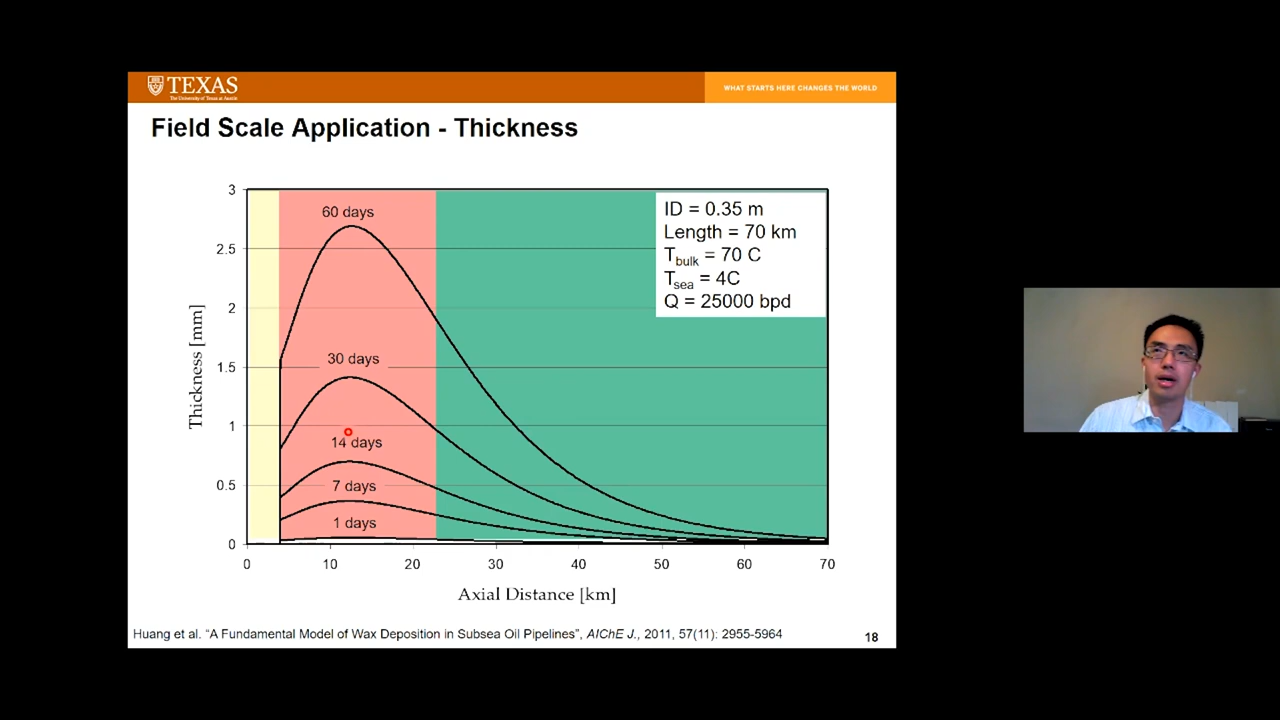 TEXAS
The University of Texas at Austin
WHAT STARTS HERE CHANGES THE WORLD
Field Scale Application - Thickness
3
2.5
2
1.5
1
0.5
0
Thickness [mm]
60 days
30 days
14 days
7 days
1 days
ID = 0.35 m
Length = 70 km
Tbulk = 70 C
Tsea = 4C
Q = 25000 bpd
0 10 20 30 40 50 60 70
Axial Distance [km]
Huang et al. “A Fundamental Model of Wax Deposition in Subsea Oil Pipelines”, AIChE J., 2011, 57(11): 2955-5964
18